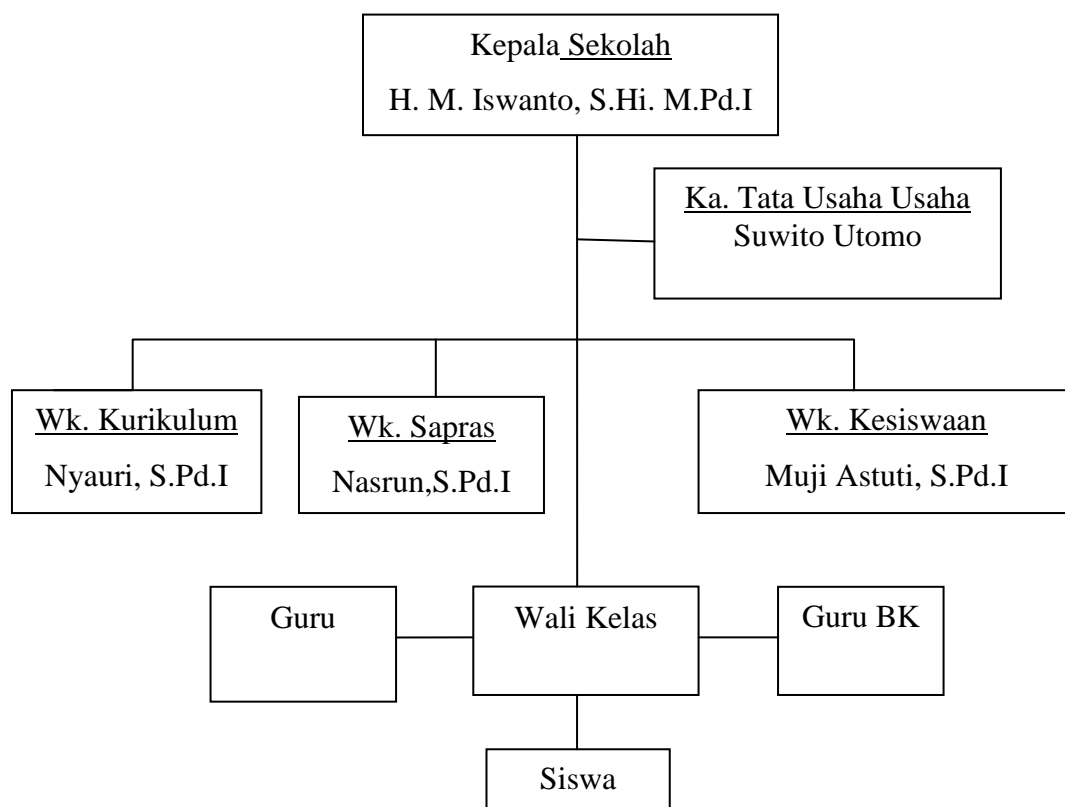 Kepala Sekolah
H. M. Iswanto, S.Hi. M.Pd.I
Ka. Tata Usaha Usaha
Suwito Utomo
Wk. Kurikulum
Nyauri, S.Pd.I
Wk. Sapras
Nasrun,S.Pd.I
Wk. Kesiswaan
Muji Astuti, S.Pd.I
Guru
Wali Kelas
Guru BK
Siswa